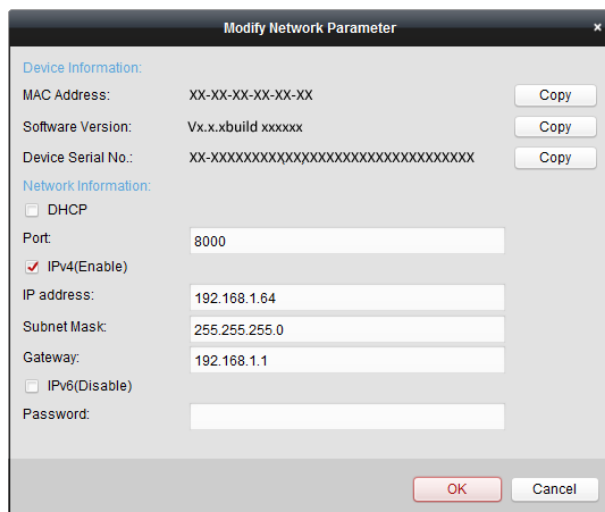 Modify Network Parameter ×
Device Information:
MAC Address: XX-XX-XX-XX-XX-XX Copy
Software Version: Vx.x.xbuild xxxxxx Copy
Device Serial No.: XX-XXXXXXXXXXXXXXXXXXXXXXXXXXXXXXXXX Copy
Network Information:
DHCP
Port: 8000
IPv4(Enable)
IP address: 192.168.1.64
Subnet Mask: 255.255.255.0
Gateway: 192.168.1.1
IPv6(Disable)
Password:
OK Cancel